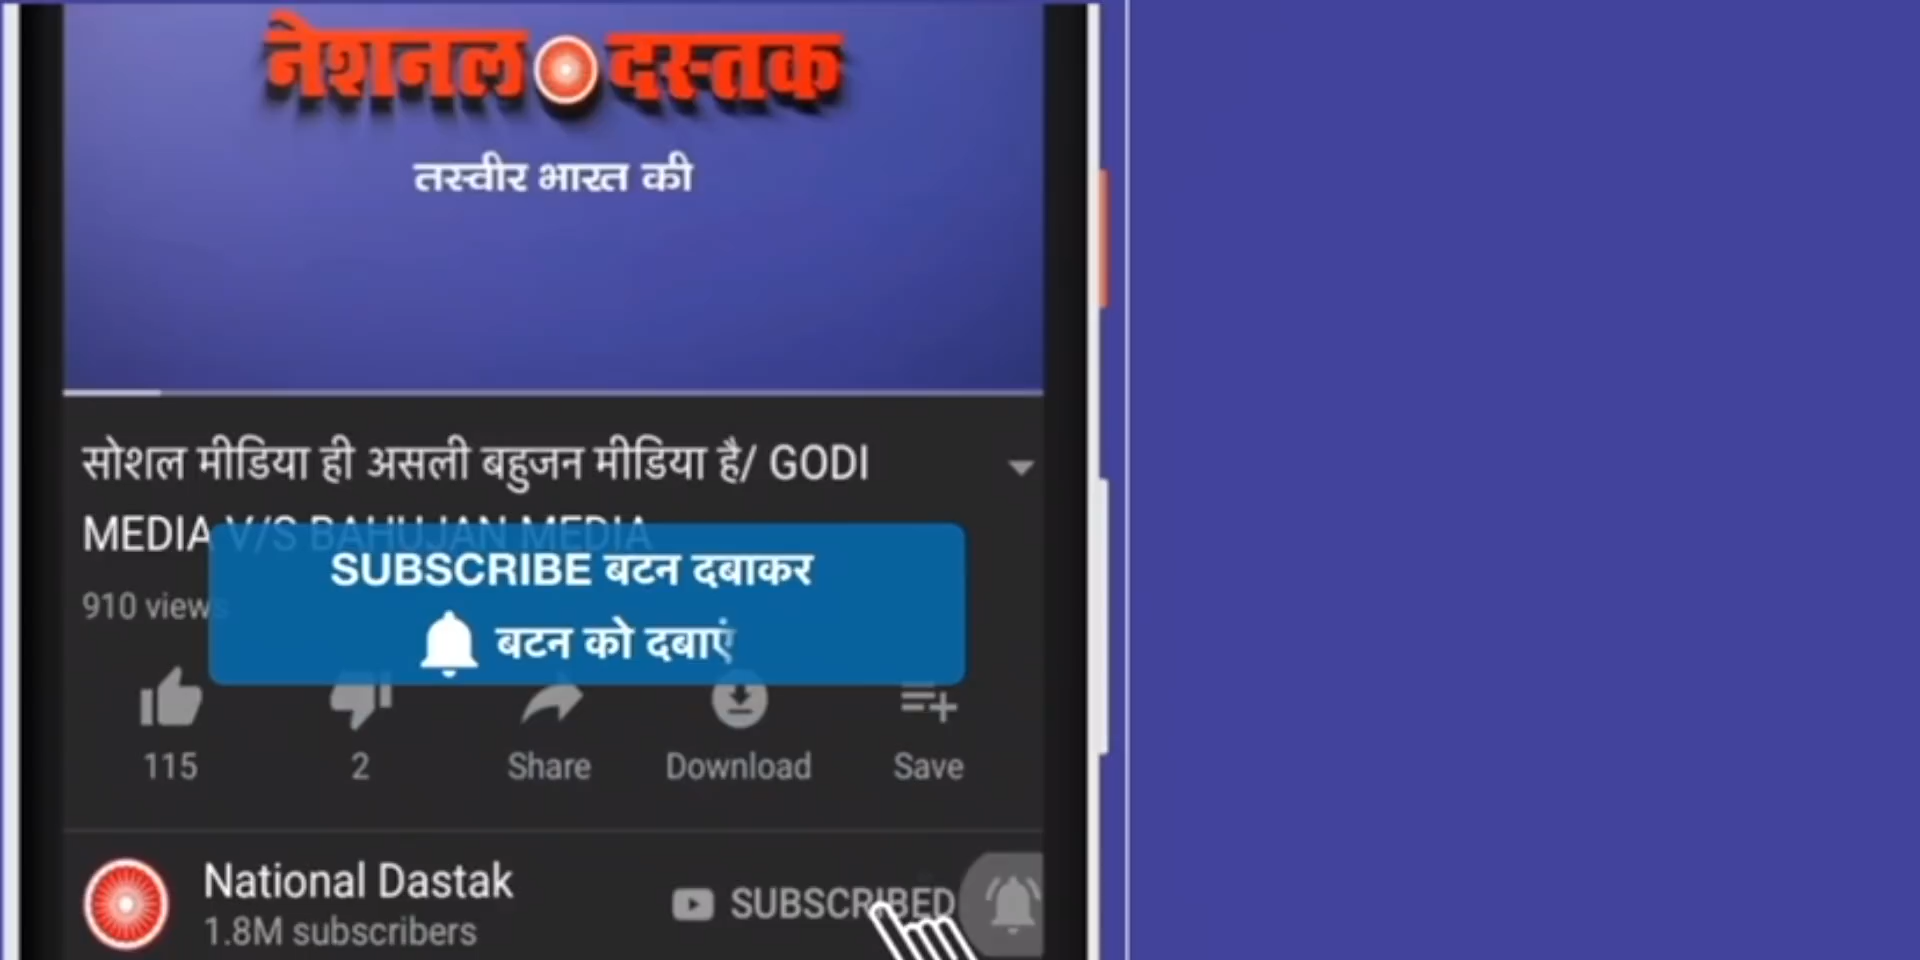 नेशनल दस्तक
तस्वीर भारत की
सोशल मीडिया ही असली बहुजन मीडिया है/ GODI
MEDIA V/S BAHUJAN MEDIA
SUBSCRIBE बटन दबाकर
बटन को दबाएं
910 views
115
2
Share
Download
Save
National Dastak
SUBSCRIBED
1.8M subscribers